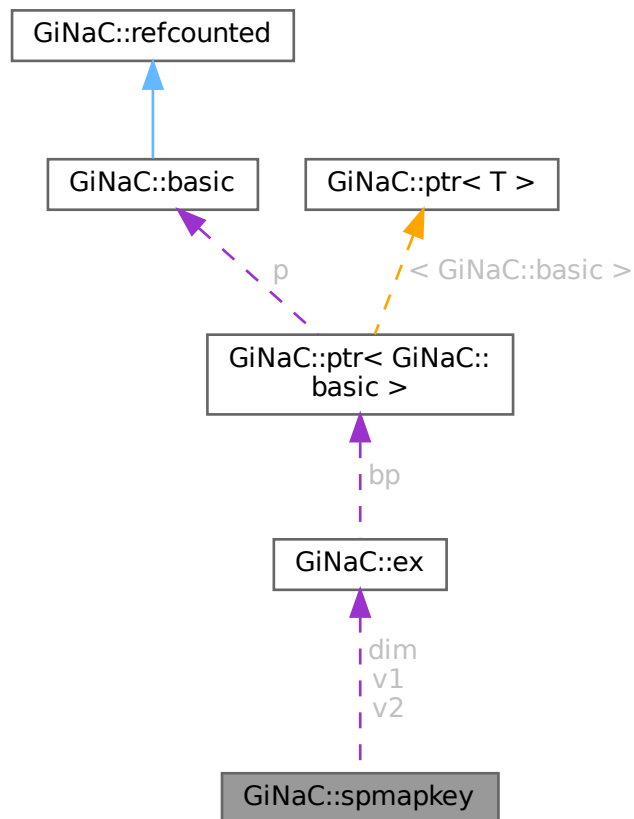 GiNaC::refcounted
GiNaC::basic
GiNaC::ptr< T >
p
< GiNaC::basic >
GiNaC::ptr< GiNaC::
basic >
bp
GiNaC::ex
dim
v1
v2
GiNaC::spmapkey